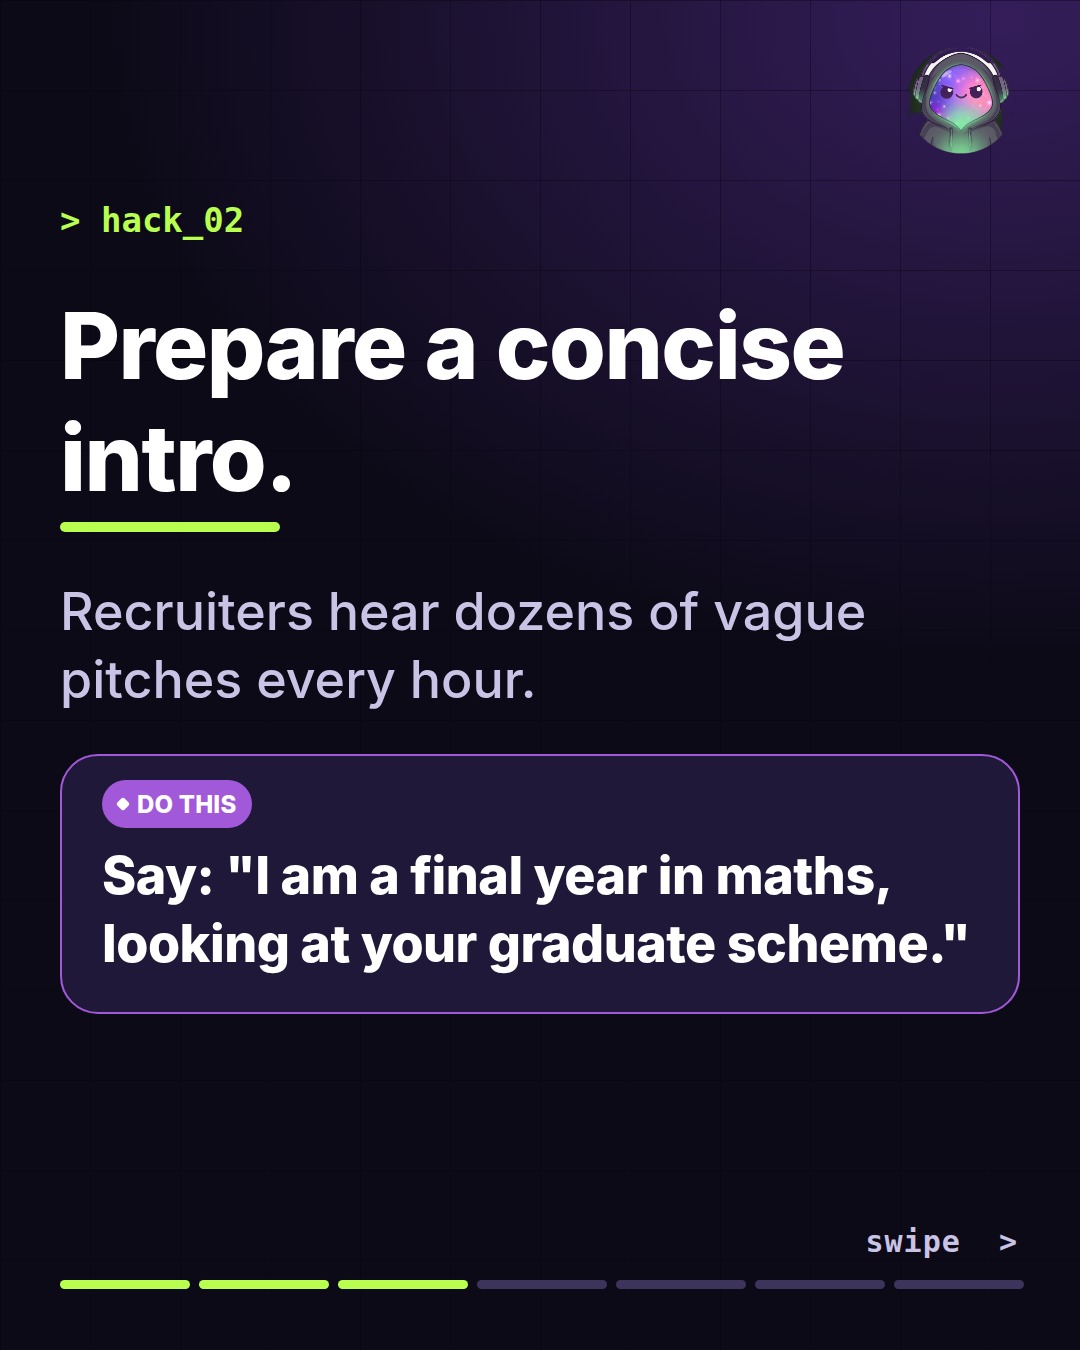 > hack_02
Prepare a concise
intro.
Recruiters hear dozens of vague
pitches every hour.
DO THIS
Say: "I am a final year in maths,
looking at your graduate scheme."
swipe >